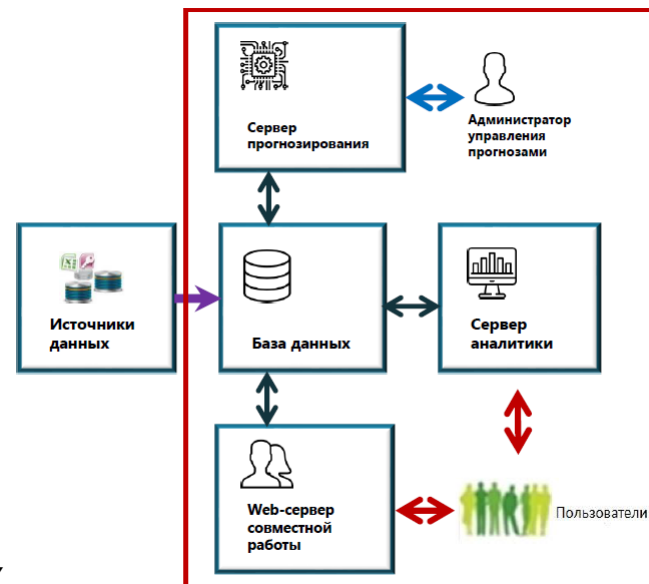 Сервер
прогнозирования
Администратор
управления
прогнозами
Источники
данных
База данных
Сервер
аналитики
Web-сервер
совместной
работы
Пользователи